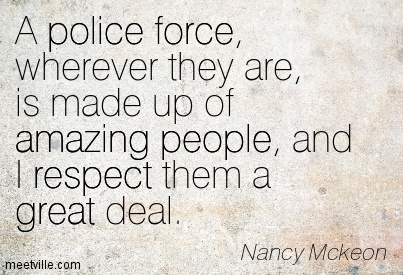 A police force,
wherever they are,
is made up of
amazing people, and
I respect them a
great deal.
Nancy Mckeon
meetville.com